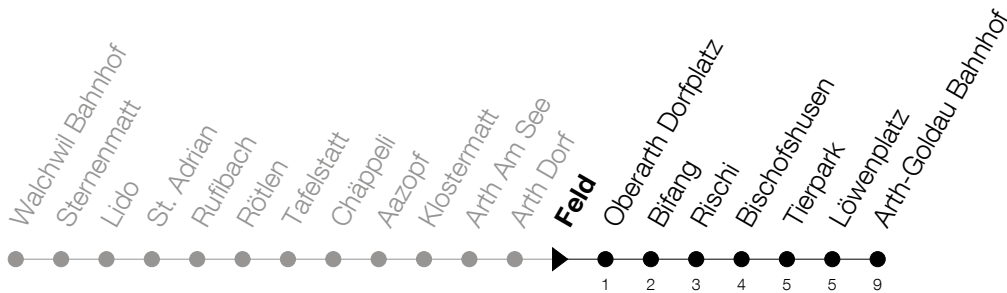 Walchwil Bahnhof
Sternenmatt
Lido
St. Adrian
Rufibach
Rötlen
Tafelstatt
Chäppeli
Aazopf
Klostermatt
Arth Am See
Arth Dorf
Feld
Oberarth Dorfplatz
Bifang
Rischi
Bischofshusen
Tierpark
Löwenplatz
Arth-Goldau Bahnhof
1 2 3 4 5 5 9